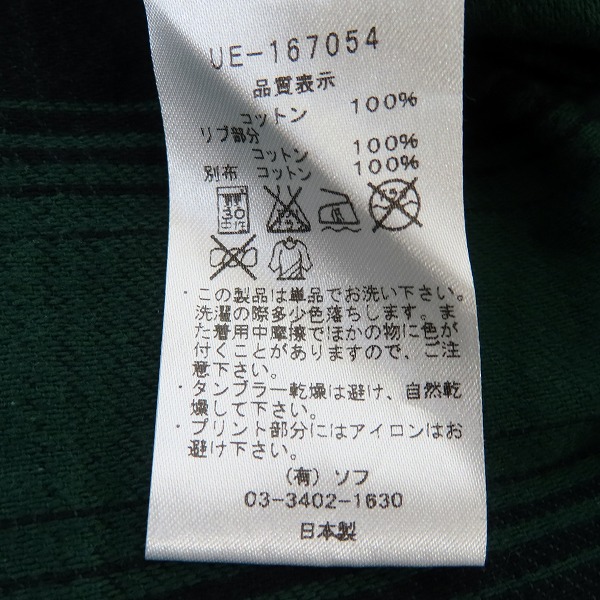 UE-167054
品質表示
コットン 100%
リブ部分
コットン 100%
別布 コットン 100%
30
・この製品は単品でお洗い下さい。
洗濯の際多少色落ちします。ま
た着用中摩擦でほかの物に色が
付くことがありますので、ご注
意下さい。
・タンブラー乾燥は避け、自然乾
燥して下さい。
・プリント部分にはアイロンはお
避け下さい。
(有) ソフ
03-3402-1630
日本製